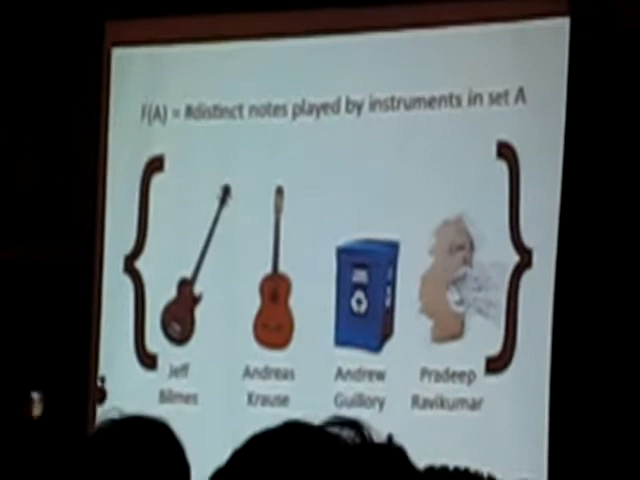 F(A) = #distinct notes played by instruments in set A
Jeff Andreas Andrew Pradeep
Bilmes Krause Guillory Ravikumar